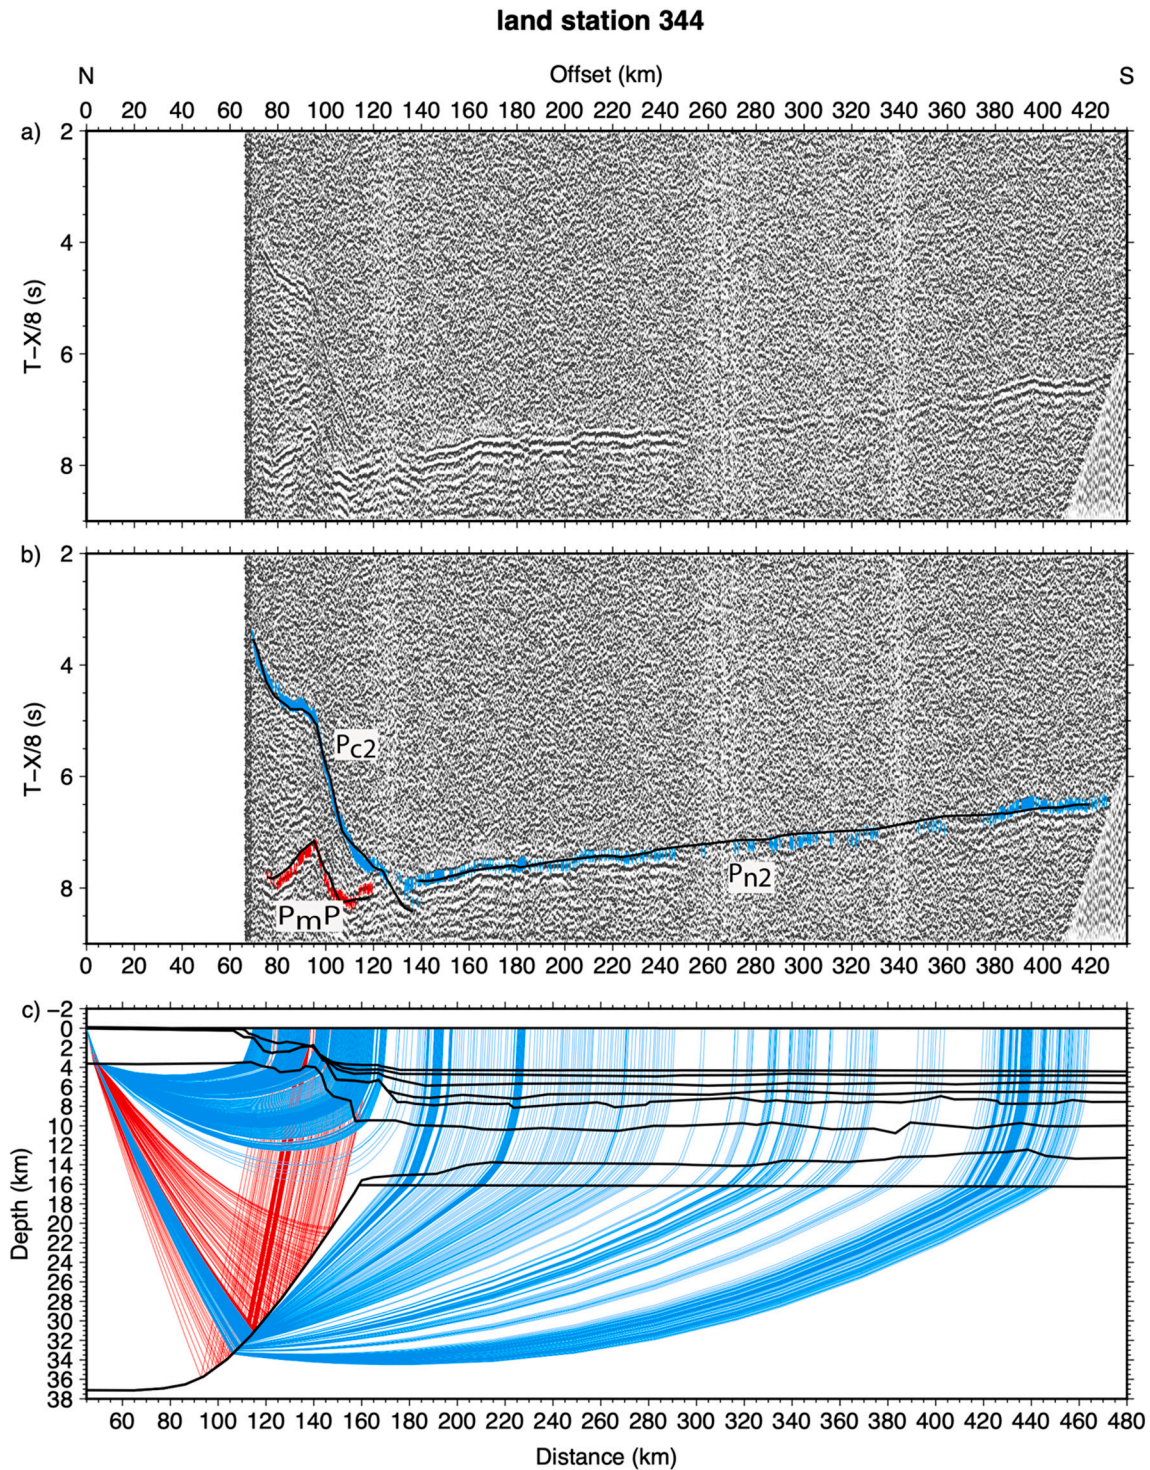 land station 344
N Offset (km) S
0 20 40 60 80 100 120 140 160 180 200 220 240 260 280 300 320 340 360 380 400 420
a)
2
4
6
8
T−X/8 (s)
b)
2
4
6
8
T−X/8 (s)
Pc2
Pn2
PmP
0 20 40 60 80 100 120 140 160 180 200 220 240 260 280 300 320 340 360 380 400 420
c)
−2
0
2
4
6
8
10
12
14
16
18
20
22
24
26
28
30
32
34
36
38
Depth (km)
60 80 100 120 140 160 180 200 220 240 260 280 300 320 340 360 380 400 420 440 460 480
Distance (km)